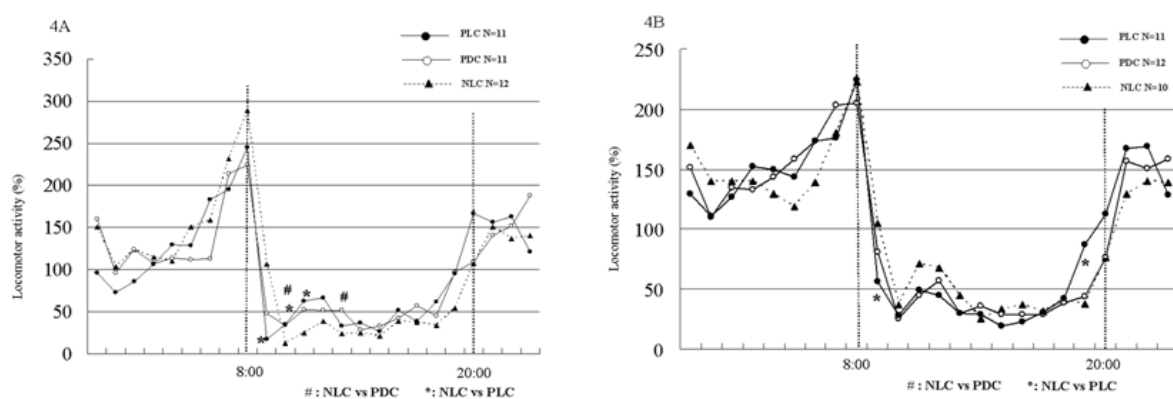 4A
PLC N=11
PDC N=11
NLC N=12
Locomotor activity (%)
350
300
250
200
150
100
50
0
#
*
*
*
#
8:00
20:00
# : NLC vs PDC *: NLC vs PLC
4B
PLC N=11
PDC N=12
NLC N=10
Locomotor activity (%)
250
200
150
100
50
0
*
*
8:00
20:00
# : NLC vs PDC *: NLC vs PLC